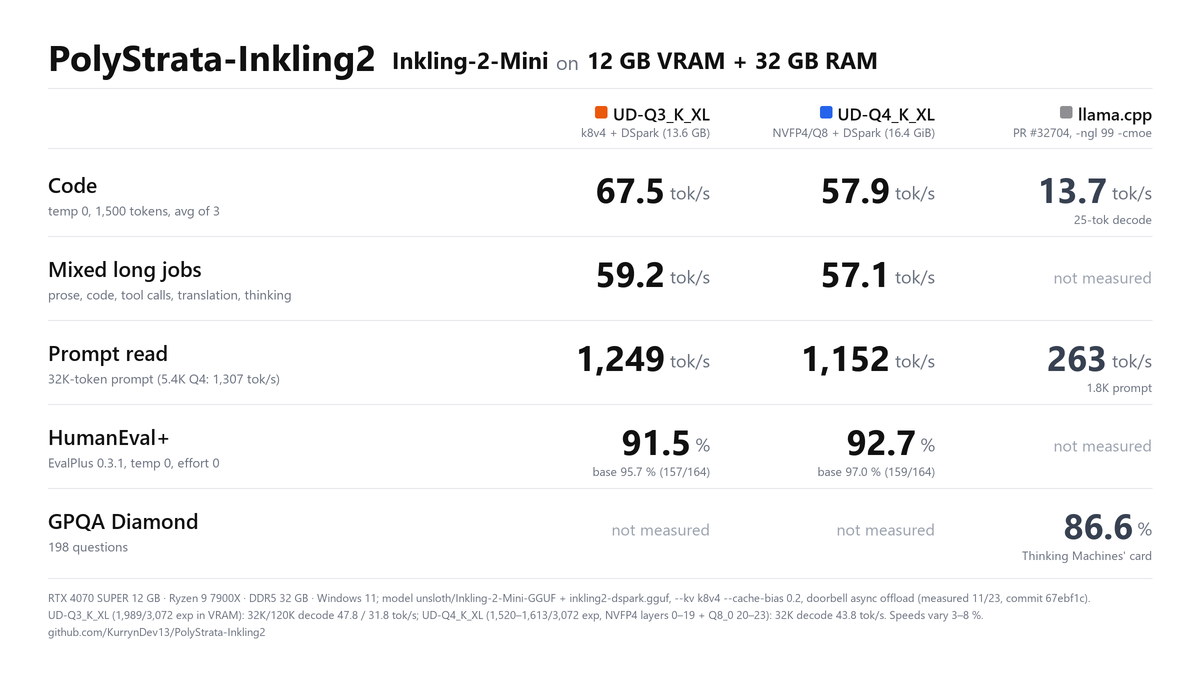 PolyStrata-Inkling2 Inkling-2-Mini on 12 GB VRAM + 32 GB RAM
UD-Q3_K_XL UD-Q4_K_XL llama.cpp
k8v4 + DSpark (13.6 GB) NVFP4/Q8 + DSpark (16.4 GiB) PR #32704, -ngl 99 -cmoe
Code 67.5 tok/s 57.9 tok/s 13.7 tok/s
temp 0, 1,500 tokens, avg of 3 25-tok decode
Mixed long jobs 59.2 tok/s 57.1 tok/s not measured
prose, code, tool calls, translation, thinking
Prompt read 1,249 tok/s 1,152 tok/s 263 tok/s
32K-token prompt (5.4K Q4: 1,307 tok/s) 1.8K prompt
HumanEval+ 91.5 % 92.7 % not measured
EvalPlus 0.3.1, temp 0, effort 0 base 95.7 % (157/164) base 97.0 % (159/164)
GPQA Diamond not measured not measured 86.6 %
198 questions Thinking Machines' card
RTX 4070 SUPER 12 GB · Ryzen 9 7900X · DDR5 32 GB · Windows 11; model unsloth/Inkling-2-Mini-GGUF + inkling2-dspark.gguf, --kv k8v4 --cache-bias 0.2, doorbell async offload (measured 11/23, commit 67ebf1c).
UD-Q3_K_XL (1,989/3,072 exp in VRAM): 32K/120K decode 47.8 / 31.8 tok/s; UD-Q4_K_XL (1,520–1,613/3,072 exp, NVFP4 layers 0–19 + Q8_0 20–23): 32K decode 43.8 tok/s. Speeds vary 3–8 %.
github.com/KurrynDev13/PolyStrata-Inkling2